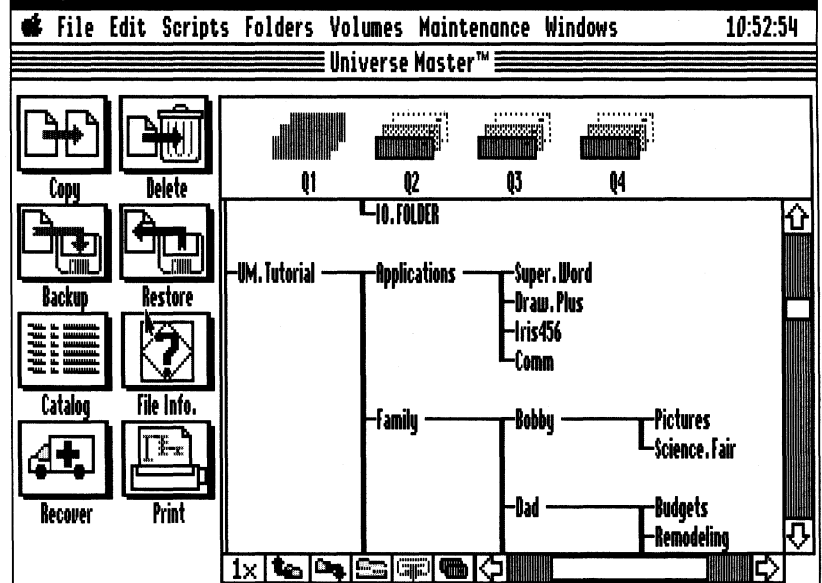 File Edit Scripts Folders Volumes Maintenance Windows 10:52:54
Universe Master™
Copy Delete
Q1 Q2 Q3 Q4
IO.FOLDER
Backup Restore
UM.Tutorial Applications Super.Word
Draw.Plus
Iris456
Comm
Catalog File Info.
Family Bobby Pictures
Science.Fair
Recover Print
Dad Budgets
Remodeling
1x